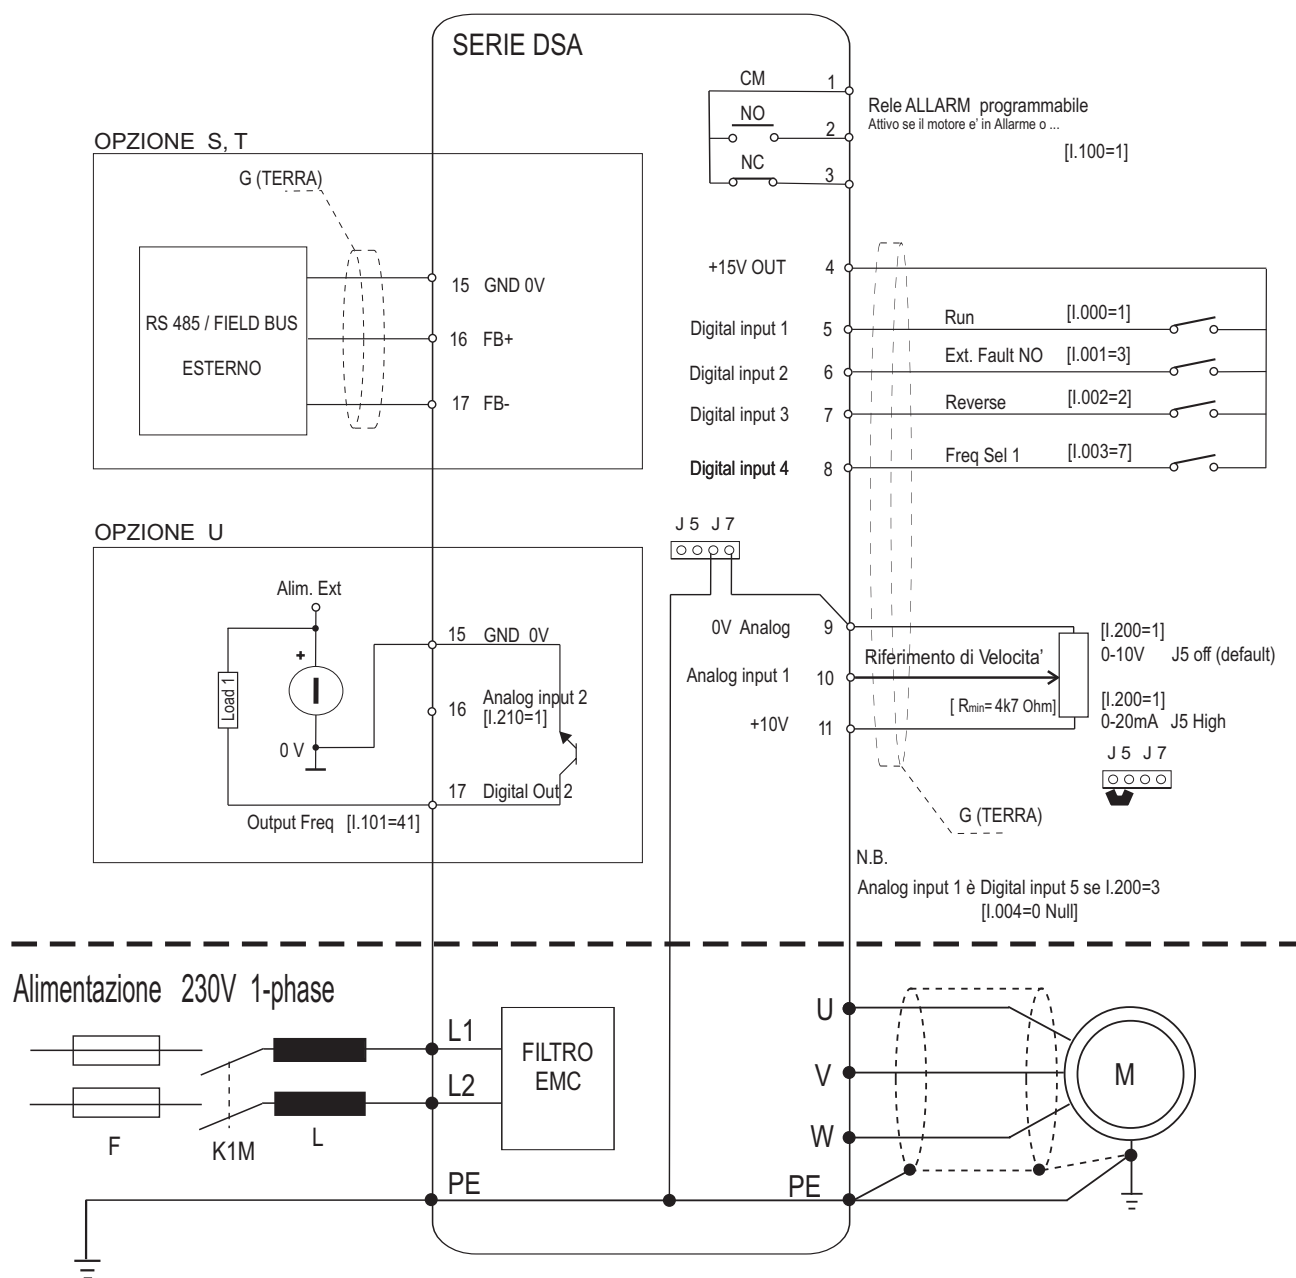 SERIE DSA
CM 1
NO 2
NC 3
Rele ALLARM programmabile
Attivo se il motore e' in Allarme o ...
[I.100=1]
OPZIONE S, T
G (TERRA)
RS 485 / FIELD BUS
ESTERNO
15 GND 0V
16 FB+
17 FB-
+15V OUT 4
Digital input 1 5 Run [I.000=1]
Digital input 2 6 Ext. Fault NO [I.001=3]
Digital input 3 7 Reverse [I.002=2]
Digital input 4 8 Freq Sel 1 [I.003=7]
OPZIONE U
Alim. Ext
+
Load 1
0 V
15 GND 0V
16 Analog input 2
[I.210=1]
17 Digital Out 2
Output Freq [I.101=41]
J 5 J 7
0V Analog 9
Analog input 1 10
+10V 11
Riferimento di Velocita'
[ Rmin= 4k7 Ohm]
[I.200=1]
0-10V J5 off (default)
[I.200=1]
0-20mA J5 High
J 5 J 7
G (TERRA)
N.B.
Analog input 1 è Digital input 5 se I.200=3
[I.004=0 Null]
Alimentazione 230V 1-phase
F
K1M
L
L1
L2
PE
FILTRO
EMC
U
V
W
PE
M